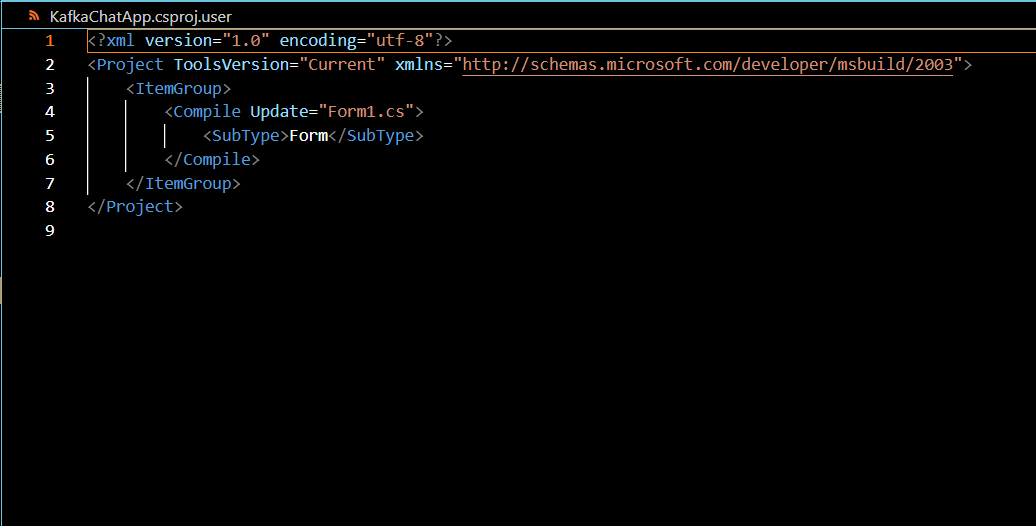 KafkaChatApp.csproj.user
1 <?xml version="1.0" encoding="utf-8"?>
2 <Project ToolsVersion="Current" xmlns="http://schemas.microsoft.com/developer/msbuild/2003">
3 <ItemGroup>
4 <Compile Update="Form1.cs">
5 <SubType>Form</SubType>
6 </Compile>
7 </ItemGroup>
8 </Project>
9